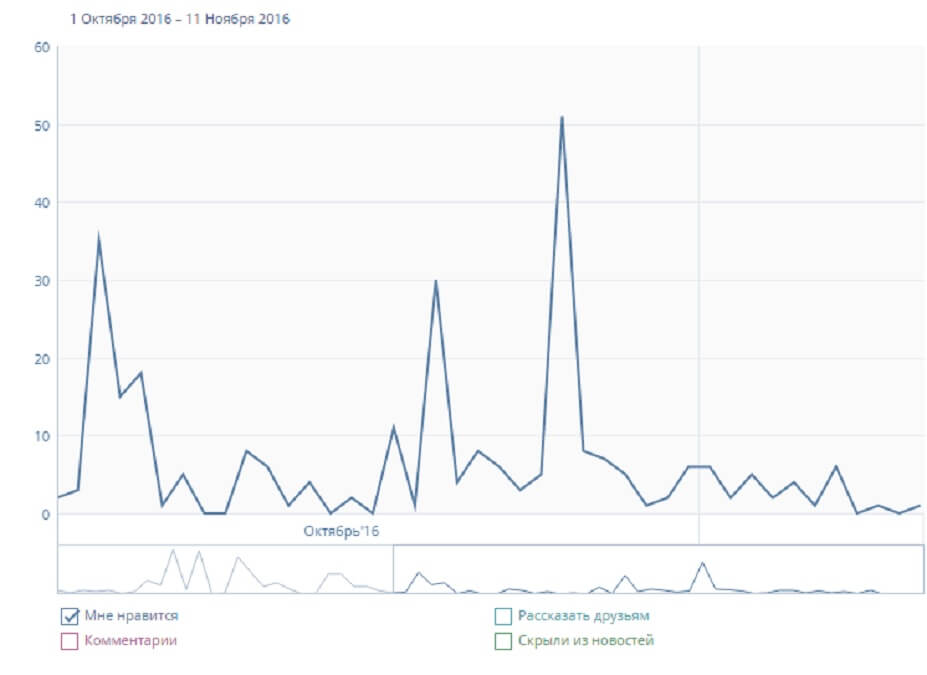 1 Октября 2016 – 11 Ноября 2016
60
50
40
30
20
10
0
Октябрь'16
Мне нравится
Рассказать друзьям
Комментарии
Скрыли из новостей